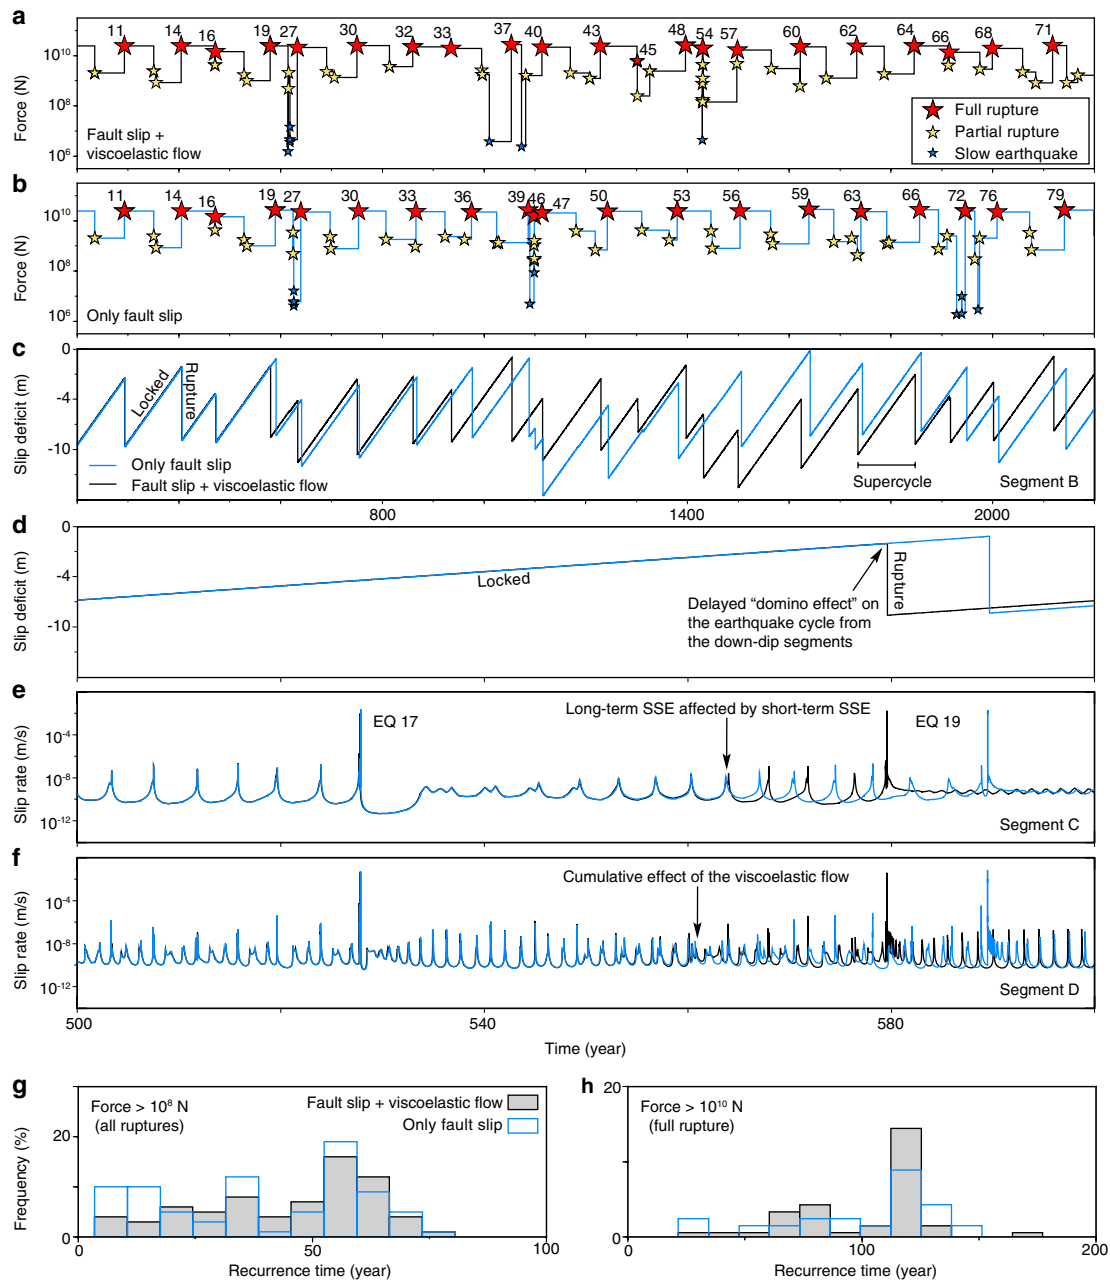 a
11 14 16 19 27 30 32 33 37 40 43 45 48 54 57 60 62 64 66 68 71
Force (N)
10¹⁰
10⁸
10⁶
Fault slip +
viscoelastic flow
Full rupture
Partial rupture
Slow earthquake
b
11 14 16 19 27 30 33 36 39 46 47 50 53 56 59 63 66 72 76 79
Force (N)
10¹⁰
10⁸
10⁶
Only fault slip
c
Slip deficit (m)
0
-4
-10
Locked
Rupture
Only fault slip
Fault slip + viscoelastic flow
Supercycle
Segment B
800 1400 2000
d
Slip deficit (m)
0
-4
-10
Locked
Rupture
Delayed “domino effect” on
the earthquake cycle from
the down-dip segments
e
Slip rate (m/s)
10⁻⁴
10⁻⁸
10⁻¹²
EQ 17
Long-term SSE affected by short-term SSE
EQ 19
Segment C
f
Slip rate (m/s)
10⁻⁴
10⁻⁸
10⁻¹²
Cumulative effect of the viscoelastic flow
Segment D
500 540 580
Time (year)
g
Frequency (%)
20
0
Force > 10⁸ N
(all ruptures)
Fault slip + viscoelastic flow
Only fault slip
0 50 100
Recurrence time (year)
h
20
10
0
Force > 10¹⁰ N
(full rupture)
0 100 200
Recurrence time (year)